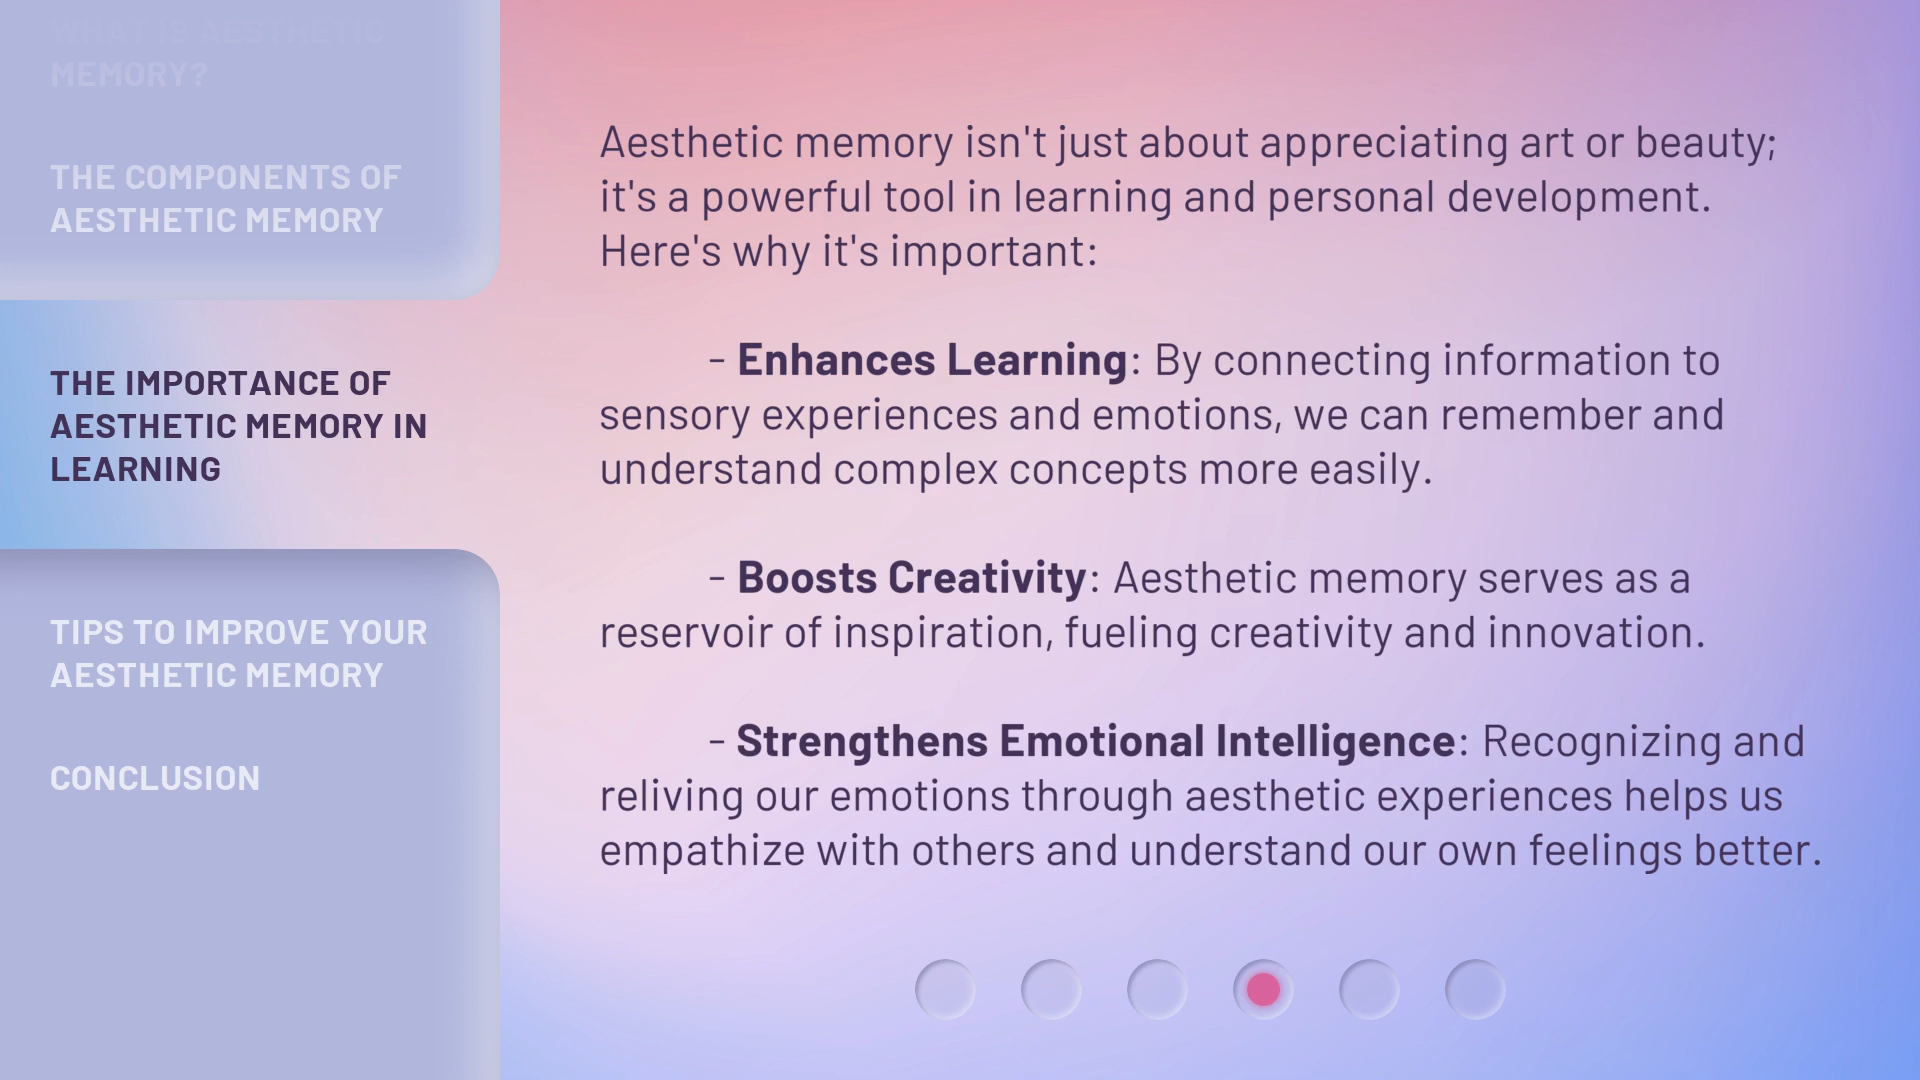 WHAT IS AESTHETIC
MEMORY?
THE COMPONENTS OF
AESTHETIC MEMORY
THE IMPORTANCE OF
AESTHETIC MEMORY IN
LEARNING
TIPS TO IMPROVE YOUR
AESTHETIC MEMORY
CONCLUSION
Aesthetic memory isn't just about appreciating art or beauty;
it's a powerful tool in learning and personal development.
Here's why it's important:
- Enhances Learning: By connecting information to
sensory experiences and emotions, we can remember and
understand complex concepts more easily.
- Boosts Creativity: Aesthetic memory serves as a
reservoir of inspiration, fueling creativity and innovation.
- Strengthens Emotional Intelligence: Recognizing and
reliving our emotions through aesthetic experiences helps us
empathize with others and understand our own feelings better.